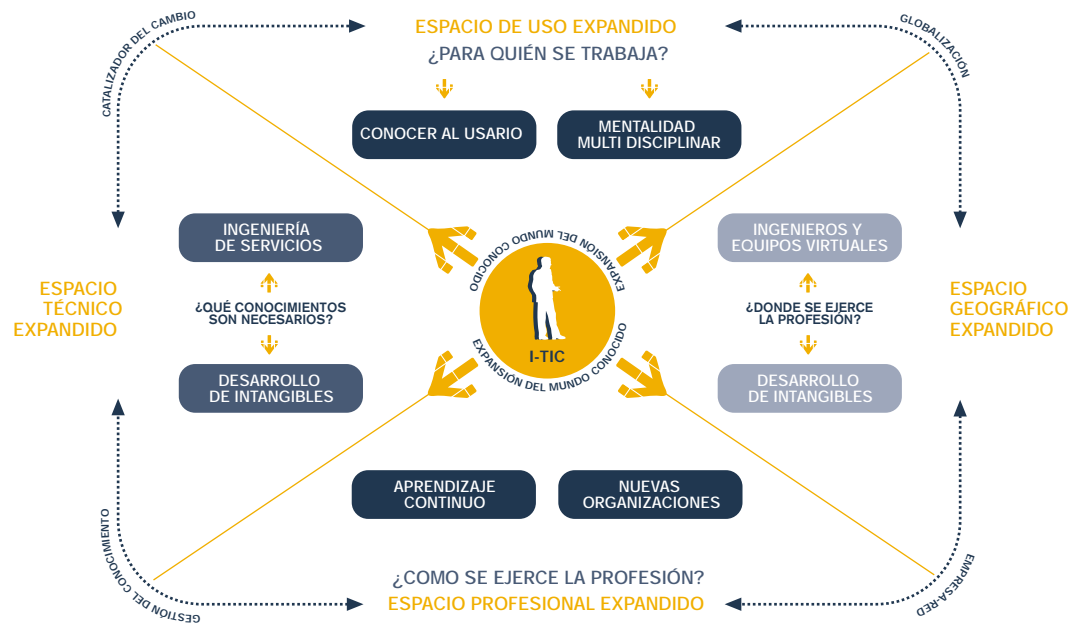 CATALIZADOR DEL CAMBIO
ESPACIO DE USO EXPANDIDO
¿PARA QUIÉN SE TRABAJA?
GLOBALIZACIÓN
CONOCER AL USARIO
MENTALIDAD
MULTI DISCIPLINAR
INGENIERÍA
DE SERVICIOS
EXPANSIÓN DEL MUNDO CONOCIDO
INGENIEROS Y
EQUIPOS VIRTUALES
ESPACIO
TÉCNICO
EXPANDIDO
¿QUÉ CONOCIMIENTOS
SON NECESARIOS?
I-TIC
¿DONDE SE EJERCE
LA PROFESIÓN?
ESPACIO
GEOGRÁFICO
EXPANDIDO
EXPANSIÓN DEL MUNDO CONOCIDO
DESARROLLO
DE INTANGIBLES
DESARROLLO
DE INTANGIBLES
APRENDIZAJE
CONTINUO
NUEVAS
ORGANIZACIONES
GESTIÓN DEL CONOCIMIENTO
¿COMO SE EJERCE LA PROFESIÓN?
ESPACIO PROFESIONAL EXPANDIDO
EMPRESA-RED